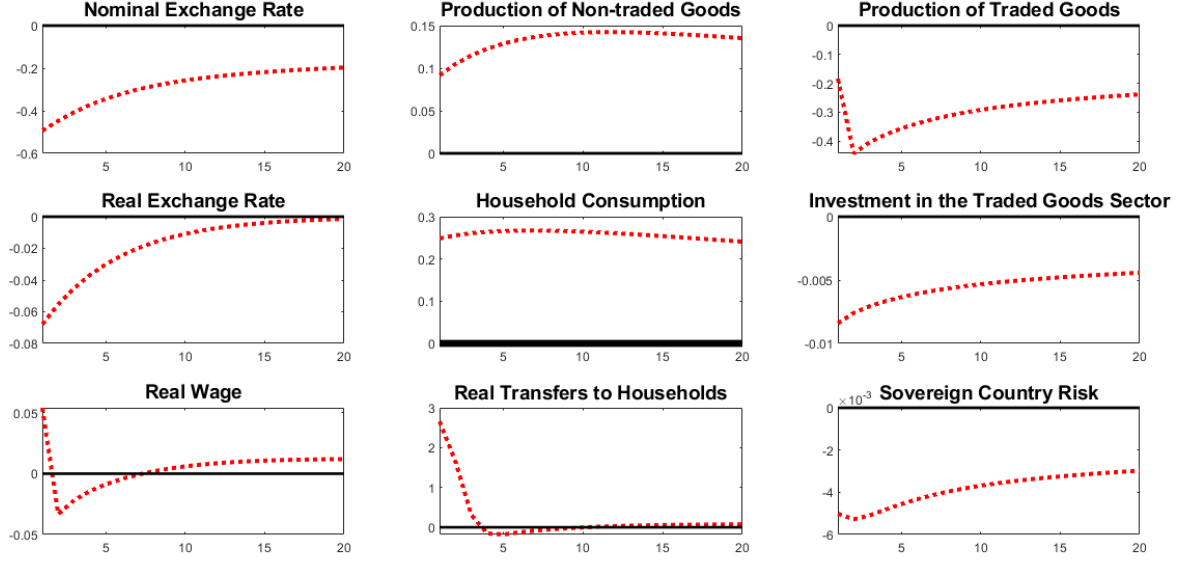 Nominal Exchange Rate
0
-0.2
-0.4
-0.6
5 10 15 20
Production of Non-traded Goods
0.15
0.1
0.05
0
5 10 15 20
Production of Traded Goods
0
-0.1
-0.2
-0.3
-0.4
5 10 15 20
Real Exchange Rate
0
-0.02
-0.04
-0.06
-0.08
5 10 15 20
Household Consumption
0.3
0.2
0.1
0
5 10 15 20
Investment in the Traded Goods Sector
0
-0.005
-0.01
5 10 15 20
Real Wage
0.05
0
-0.05
5 10 15 20
Real Transfers to Households
3
2
1
0
5 10 15 20
Sovereign Country Risk
×10⁻³
0
-2
-4
-6
5 10 15 20